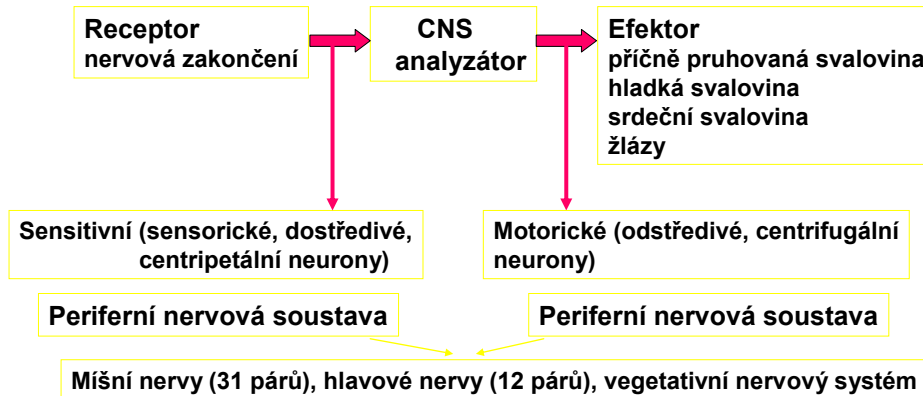 Receptor
nervová zakončení
CNS
analyzátor
Efektor
příčně pruhovaná svalovina
hladká svalovina
srdeční svalovina
žlázy
Sensitivní (sensorické, dostředivé,
centripetální neurony)
Motorické (odstředivé, centrifugální
neurony)
Periferní nervová soustava
Periferní nervová soustava
Míšní nervy (31 párů), hlavové nervy (12 párů), vegetativní nervový systém